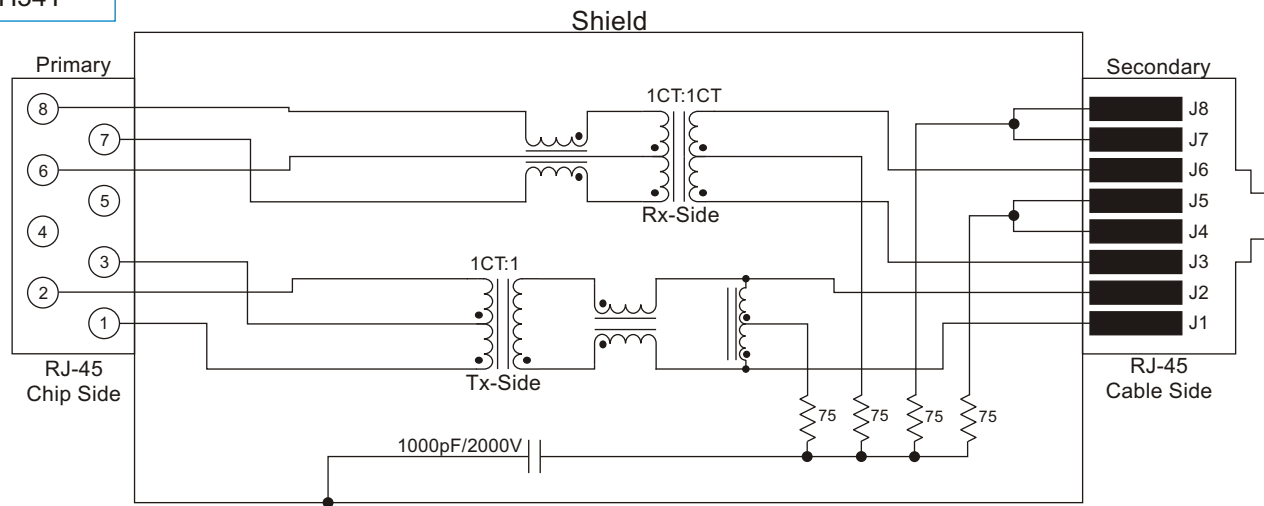 Shield
Primary
Secondary
8
7
6
5
4
3
2
1
RJ-45
Chip Side
1CT:1CT
Rx-Side
1CT:1
Tx-Side
J8
J7
J6
J5
J4
J3
J2
J1
RJ-45
Cable Side
75
75
75
75
1000pF/2000V